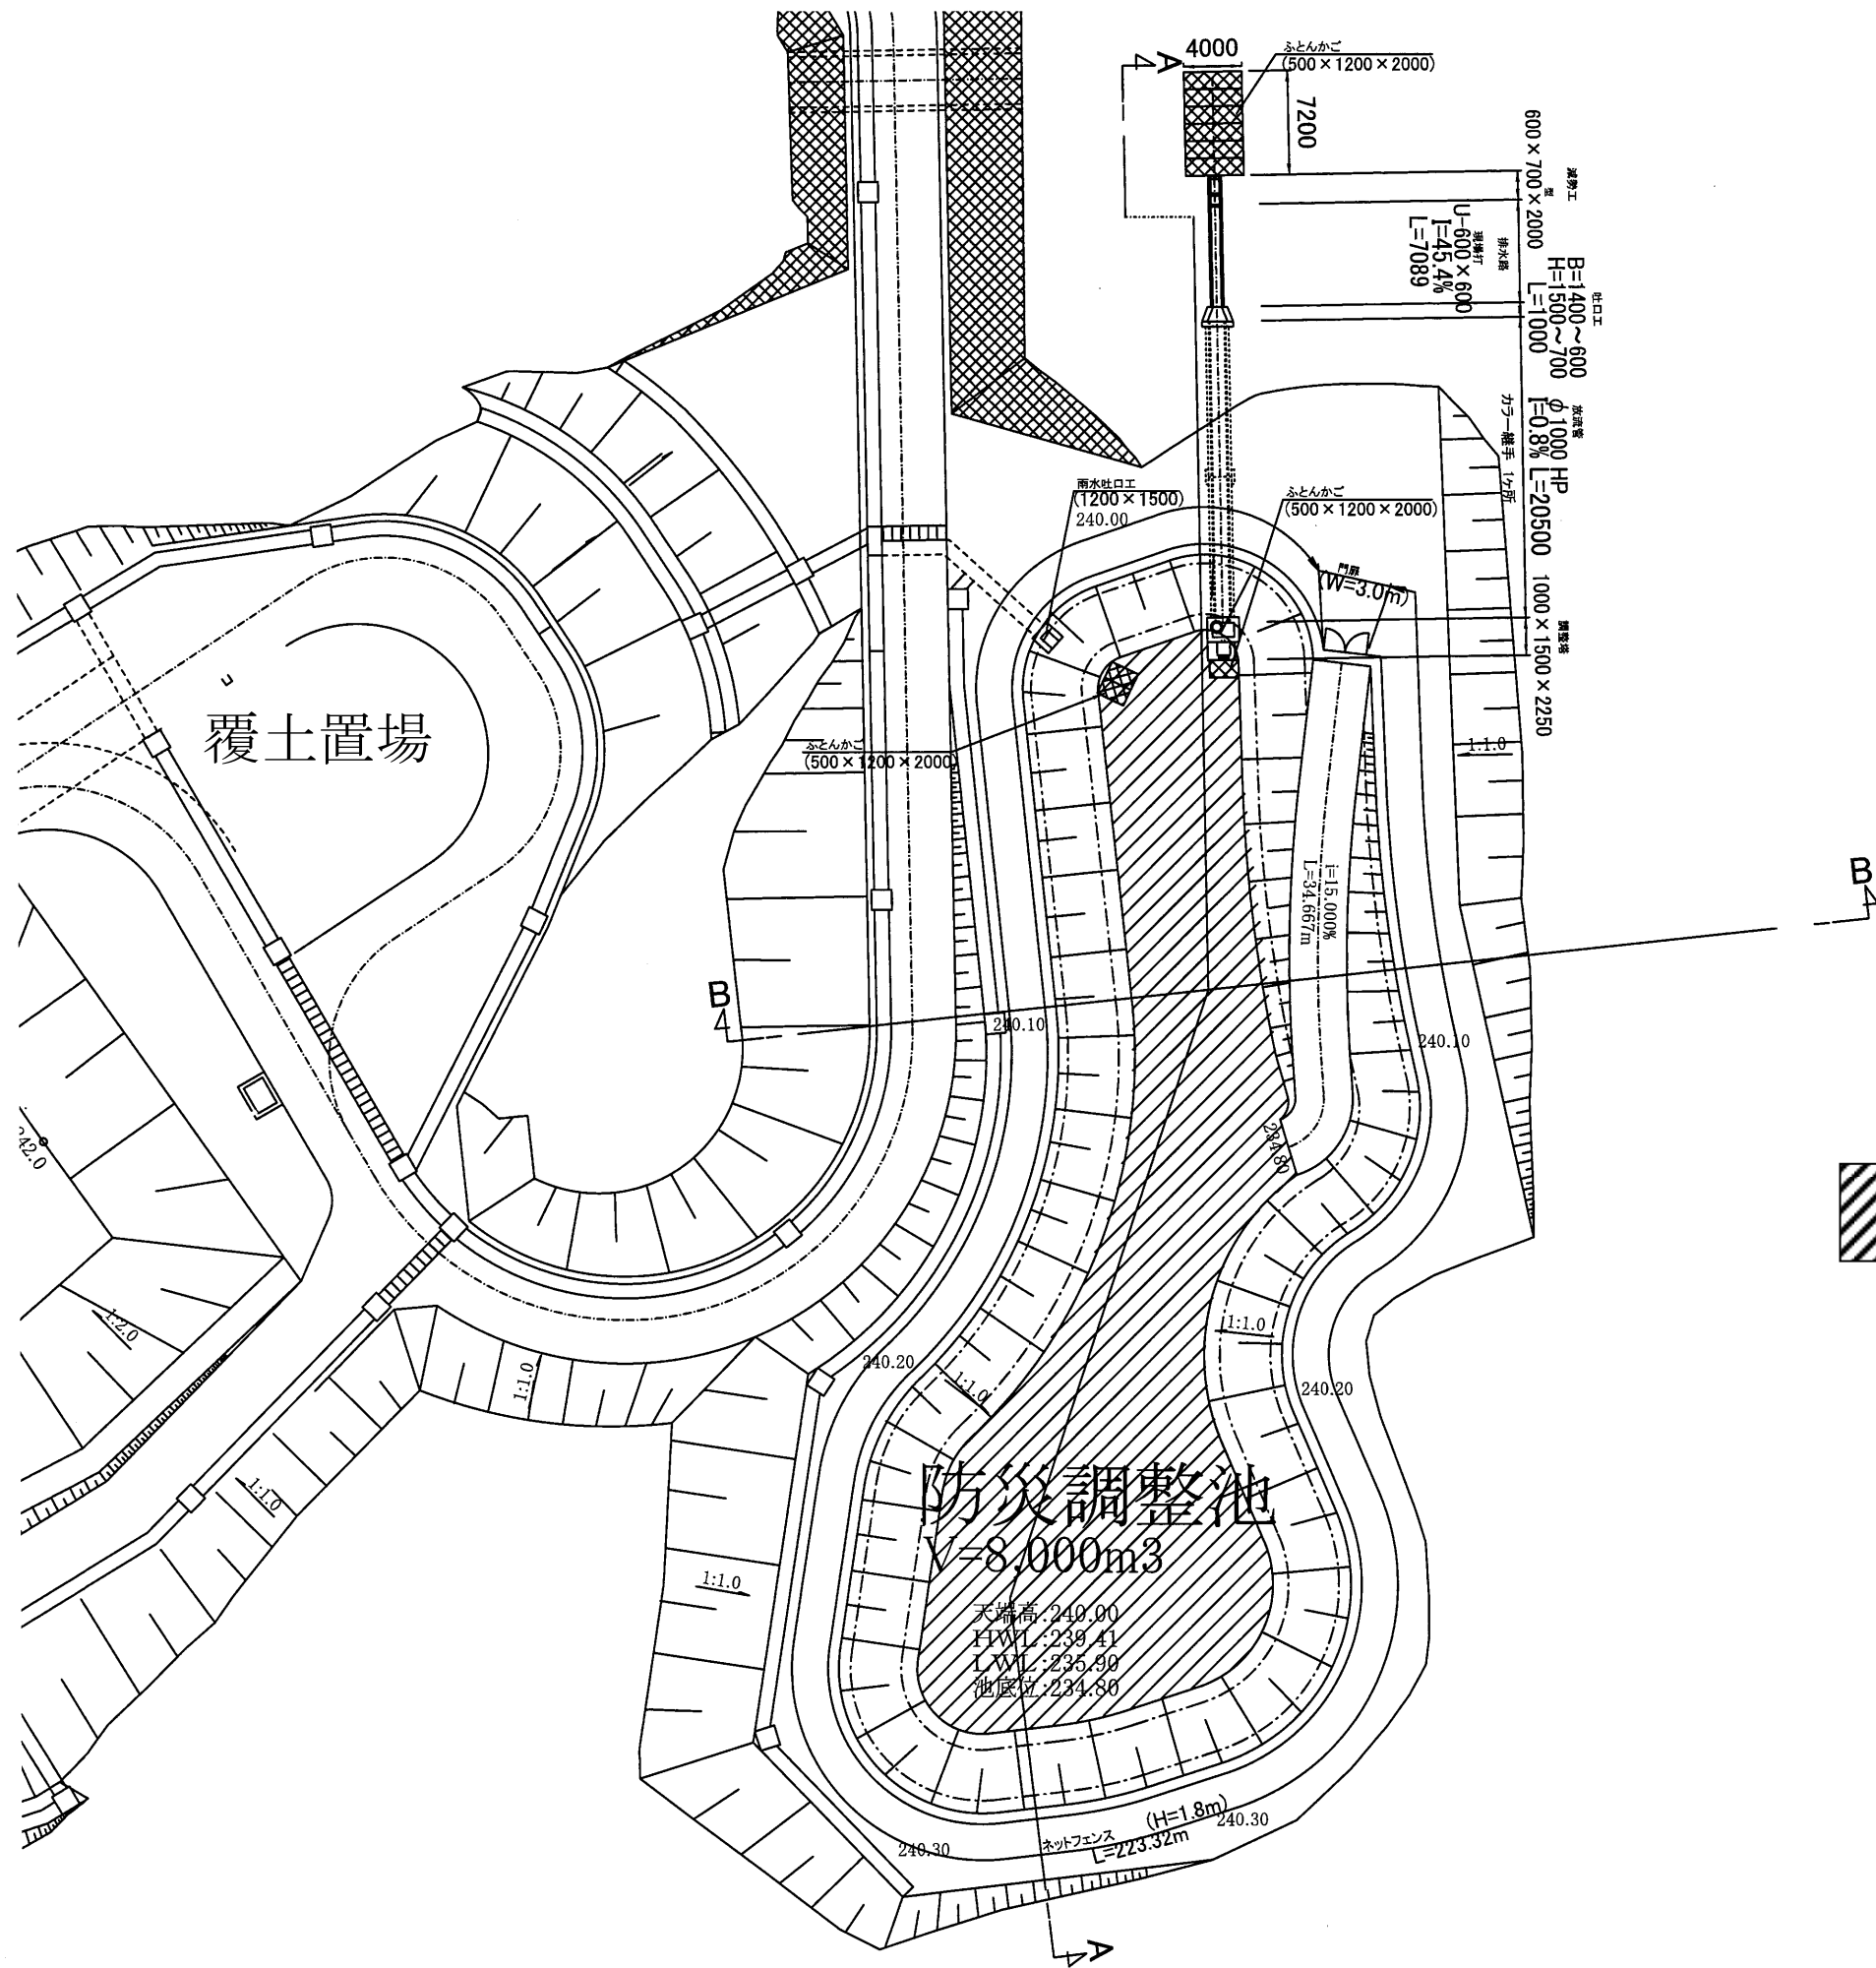 A
4000
ふとんかご
(500×1200×2000)
7200
減勢工
600×700×2000
型
排水路
現場打
U-600×600
I=45.4%
L=7089
吐口工
B=1400~600
H=1500~700
L=1000
放流管
φ1000 HP
I=0.8% L=20500
カラー継手 1ヶ所
調整塔
1000×1500×2250
雨水吐口工
(1200×1500)
240.00
ふとんかご
(500×1200×2000)
門扉
(W=3.0m)
覆土置場
ふとんかご
(500×1200×2000)
1:1.0
i=15.000%
L=34.667m
B
B
240.10
240.10
234.80
242.0
1:2.0
1:1.0
240.20
1:1.0
1:1.0
240.20
1:1.0
防災調整池
V=8,000m3
1:1.0
天端高:240.00
HWL:239.41
LWL:235.90
池底位:234.80
(H=1.8m)
240.30
ネットフェンス
L=223.32m
240.30
A